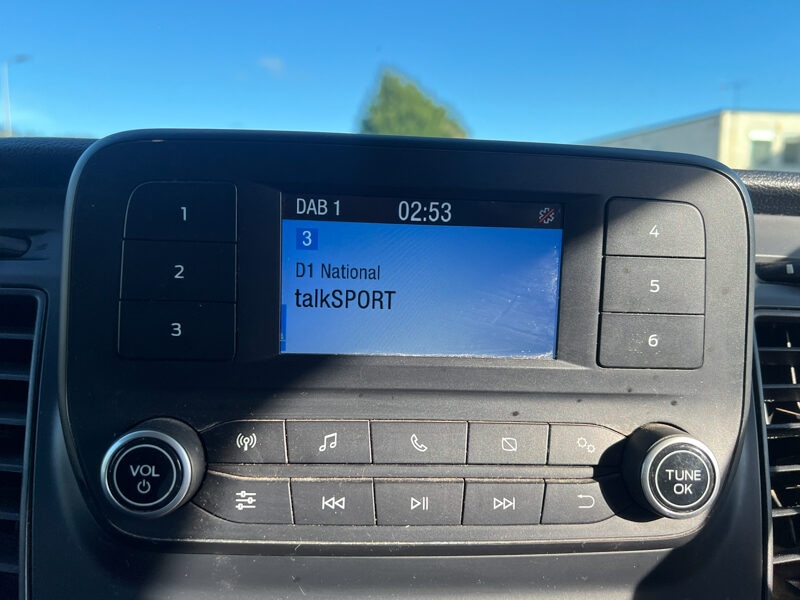 DAB 1 02:53
3
D1 National
talkSPORT
1
2
3
4
5
6
VOL
TUNE
OK